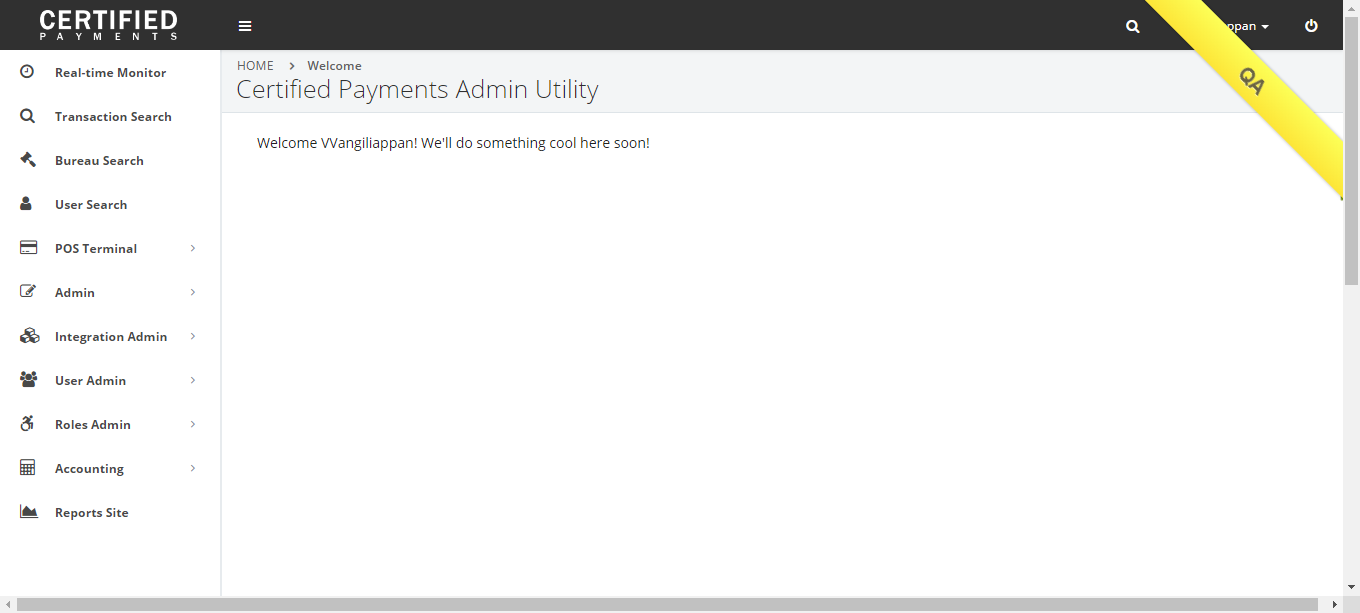 CERTIFIED
PAYMENTS
QA
Real-time Monitor
Transaction Search
Bureau Search
User Search
POS Terminal
Admin
Integration Admin
User Admin
Roles Admin
Accounting
Reports Site
HOME > Welcome
Certified Payments Admin Utility
Welcome VVangiliappan! We'll do something cool here soon!